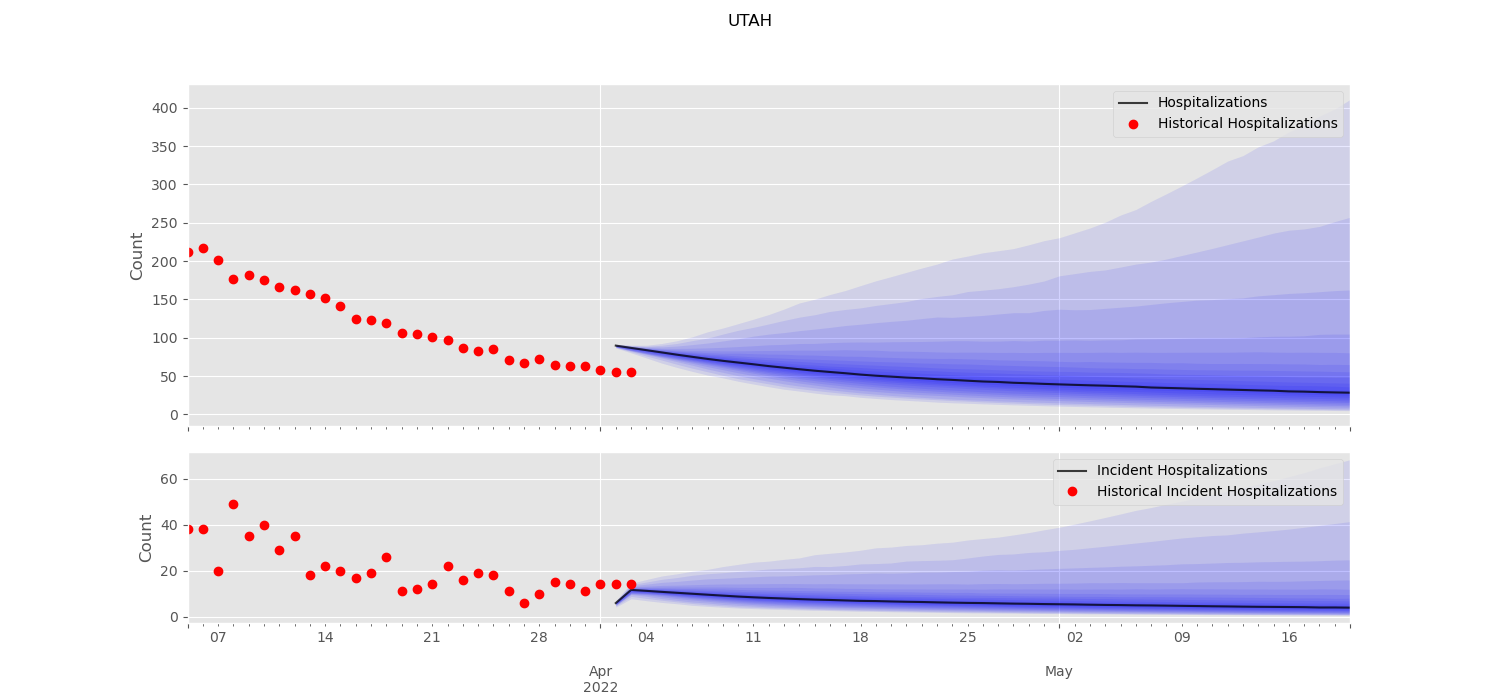 UTAH
Hospitalizations
Historical Hospitalizations
400
350
300
250
200
150
100
50
0
Count
Incident Hospitalizations
Historical Incident Hospitalizations
60
40
20
0
Count
07 14 21 28 04 11 18 25 02 09 16
Apr May
2022